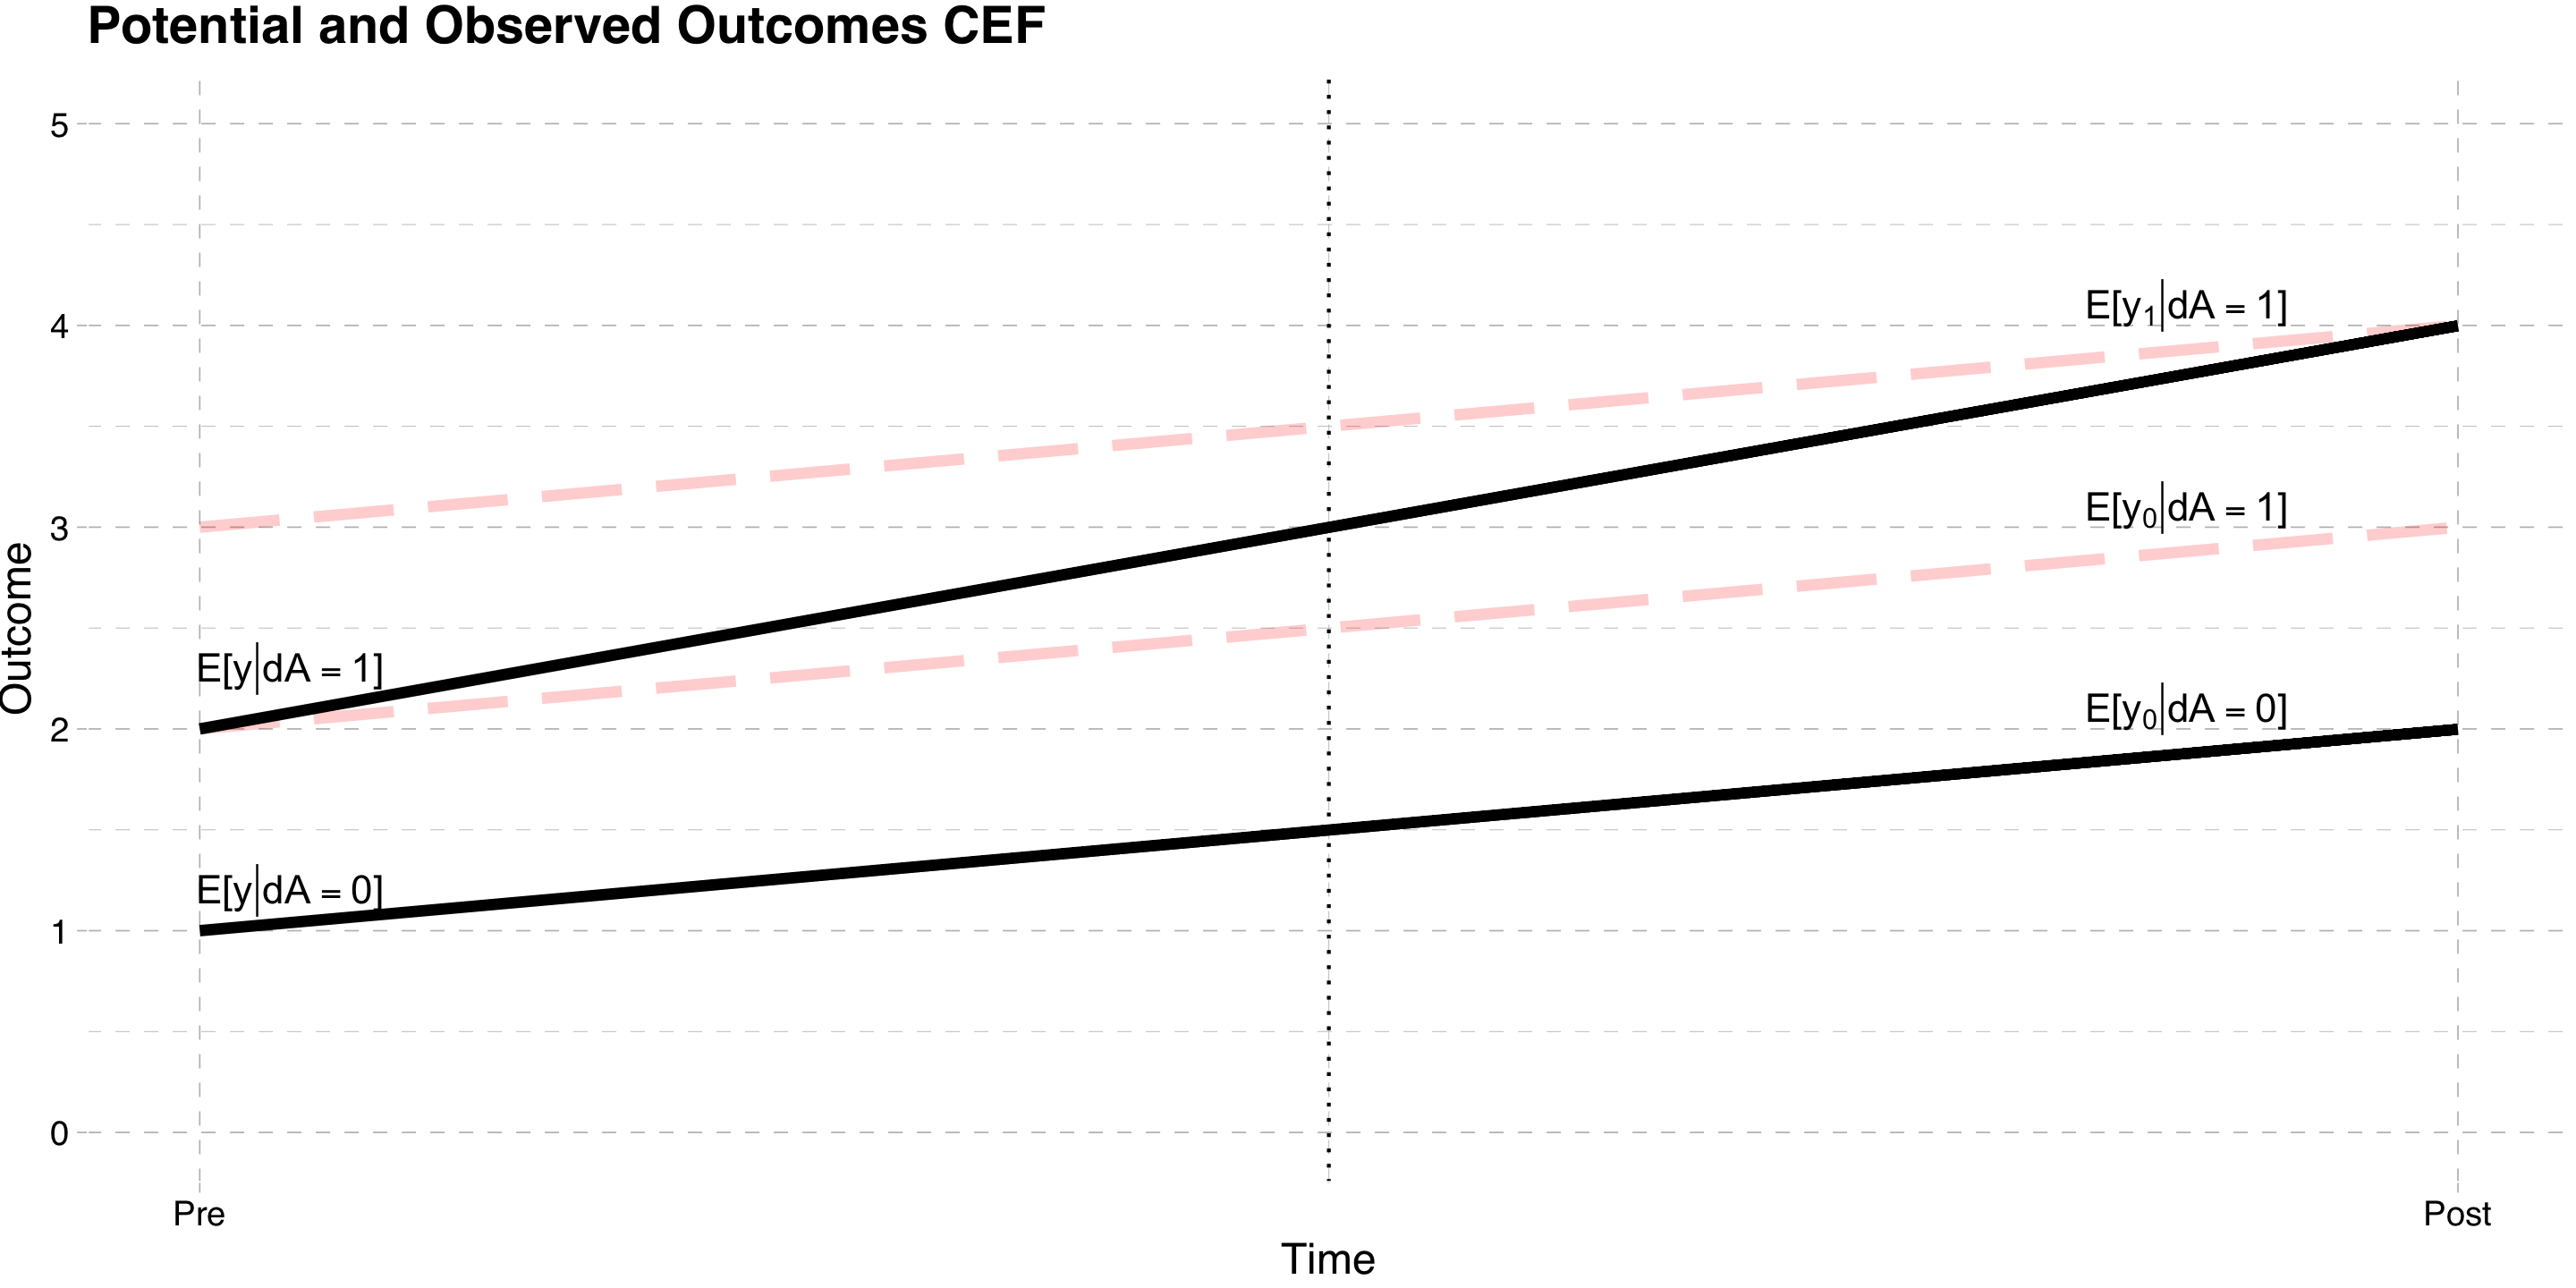 Potential and Observed Outcomes CEF
5
4
3
2
1
0
Outcome
E[y₁|dA = 1]
E[y₀|dA = 1]
E[y|dA = 1]
E[y₀|dA = 0]
E[y|dA = 0]
Pre
Post
Time